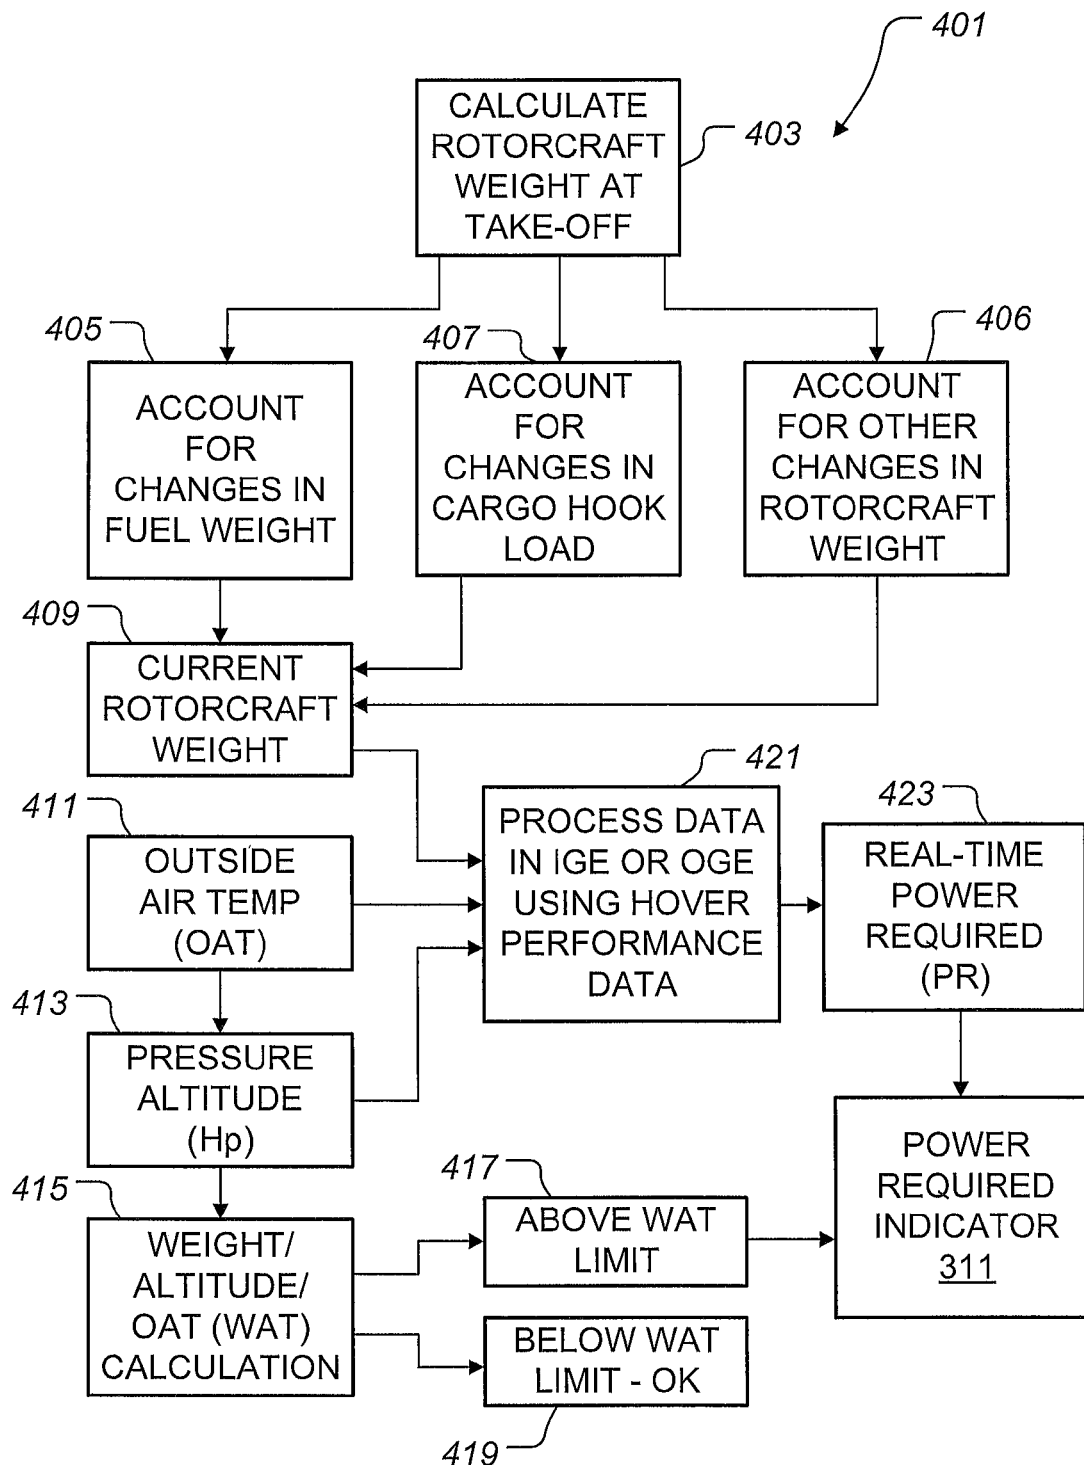 401
CALCULATE
ROTORCRAFT
WEIGHT AT
TAKE-OFF
403
405
407
406
ACCOUNT
FOR
CHANGES IN
FUEL WEIGHT
ACCOUNT
FOR
CHANGES IN
CARGO HOOK
LOAD
ACCOUNT
FOR OTHER
CHANGES IN
ROTORCRAFT
WEIGHT
409
CURRENT
ROTORCRAFT
WEIGHT
411
OUTSIDE
AIR TEMP
(OAT)
421
PROCESS DATA
IN IGE OR OGE
USING HOVER
PERFORMANCE
DATA
423
REAL-TIME
POWER
REQUIRED
(PR)
413
PRESSURE
ALTITUDE
(Hp)
POWER
REQUIRED
INDICATOR
311
415
WEIGHT/
ALTITUDE/
OAT (WAT)
CALCULATION
417
ABOVE WAT
LIMIT
BELOW WAT
LIMIT - OK
419